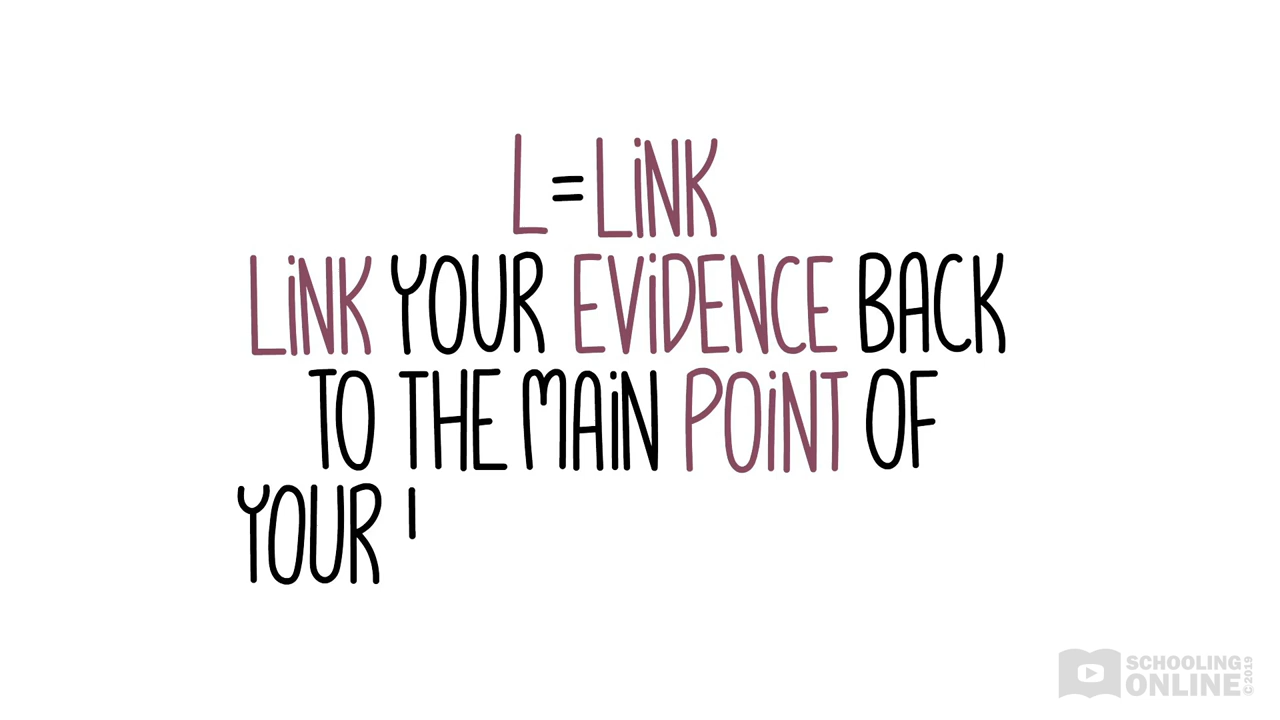 L = LiNK
LiNK YOUR EViDENCE BACK
TO THE MAiN POiNT OF
YOUR
SCHOOLING
ONLINE
© 2019